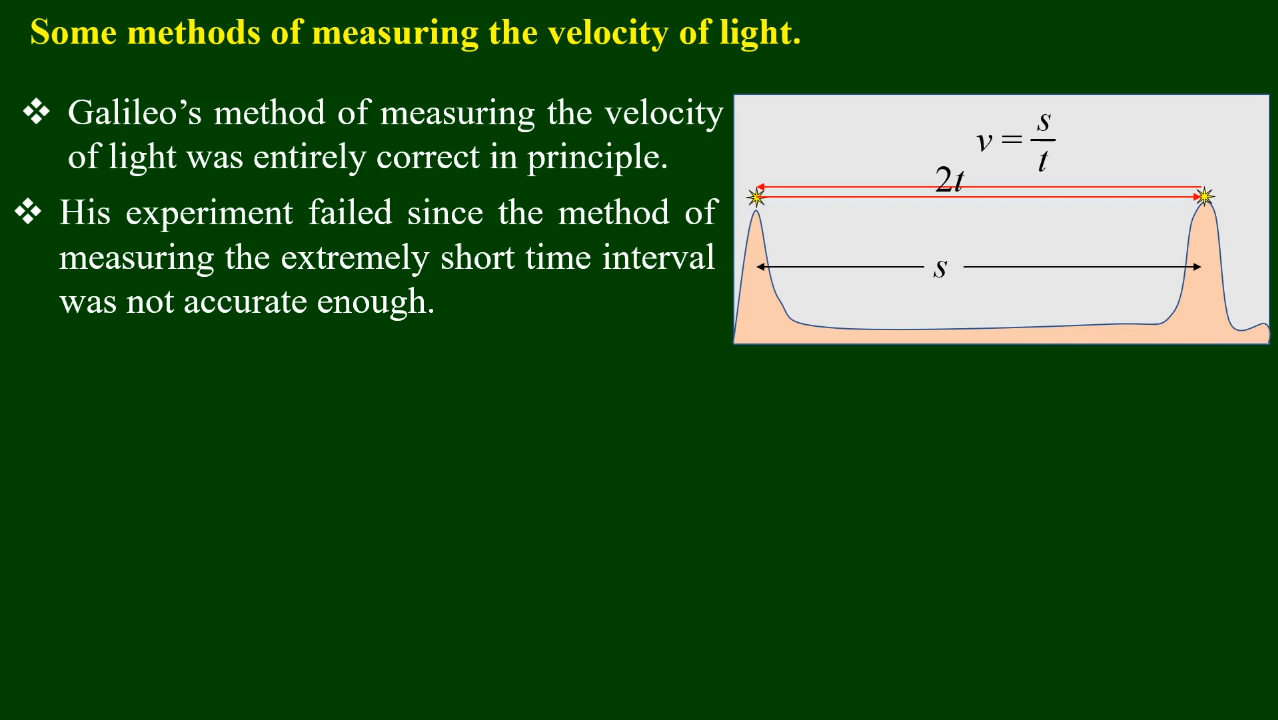 Some methods of measuring the velocity of light.
❖ Galileo’s method of measuring the velocity
of light was entirely correct in principle.
❖ His experiment failed since the method of
measuring the extremely short time interval
was not accurate enough.
v = s/t
2t
s